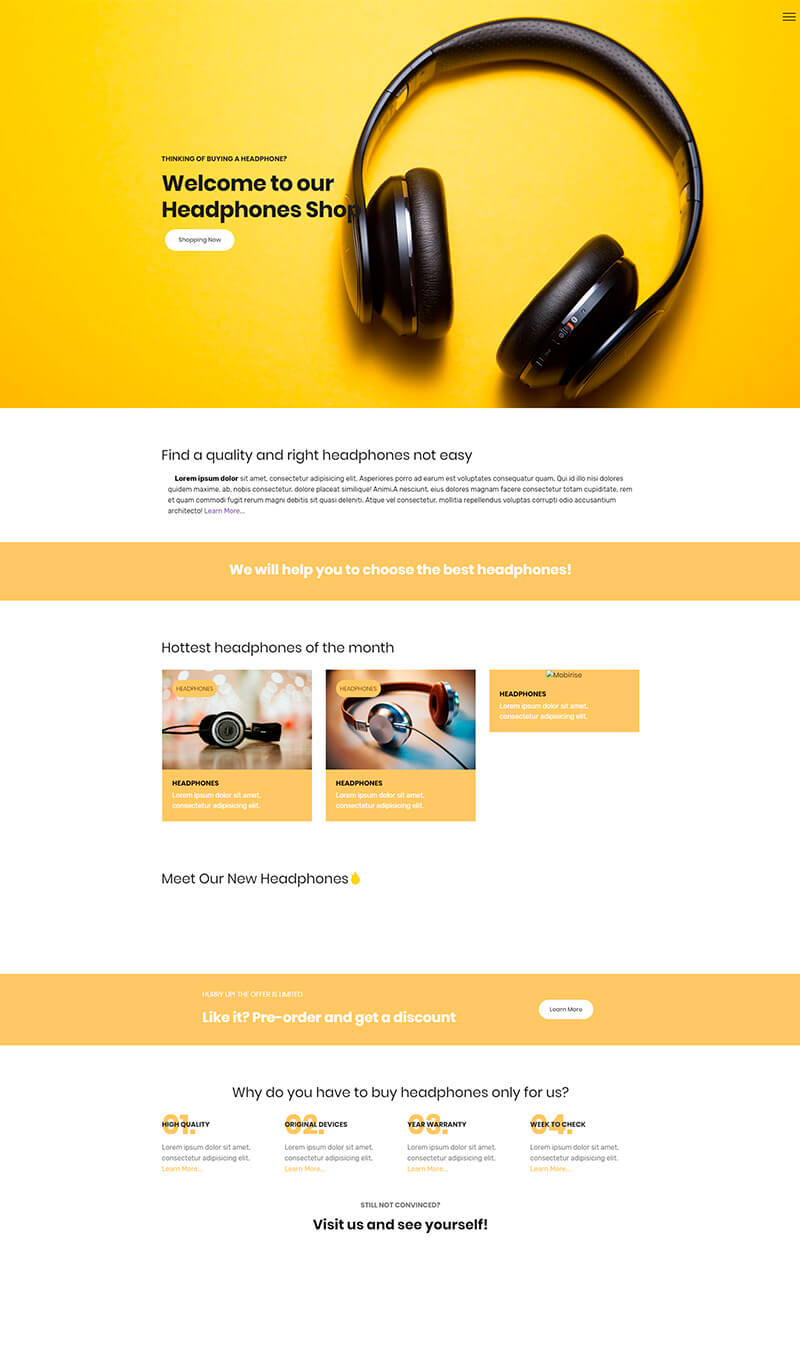 THINKING OF BUYING A HEADPHONE?
Welcome to our
Headphones Shop
Shopping Now
Find a quality and right headphones not easy
Lorem ipsum dolor sit amet, consectetur adipisicing elit. Asperiores porro ad earum est voluptates consequatur quam. Qui id illo nisi dolores
quidem maxime, ab, nobis consectetur, dolore placeat similique! Animi.A nesciunt, eius dolores magnam facere consectetur totam cupiditate, rem
et quam commodi fugit rerum magni debitis sit quasi deleniti. Atque vel consectetur, mollitia repellendus voluptas corrupti odio accusantium
architecto! Learn More...
We will help you to choose the best headphones!
Hottest headphones of the month
HEADPHONES
HEADPHONES
Lorem ipsum dolor sit amet,
consectetur adipisicing elit.
HEADPHONES
HEADPHONES
Lorem ipsum dolor sit amet,
consectetur adipisicing elit.
Mobirise
HEADPHONES
Lorem ipsum dolor sit amet,
consectetur adipisicing elit.
Meet Our New Headphones
HURRY UP! THE OFFER IS LIMITED
Like it? Pre-order and get a discount
Learn More
Why do you have to buy headphones only for us?
01.
HIGH QUALITY
Lorem ipsum dolor sit amet,
consectetur adipisicing elit.
Learn More...
02.
ORIGINAL DEVICES
Lorem ipsum dolor sit amet,
consectetur adipisicing elit.
Learn More...
03.
YEAR WARRANTY
Lorem ipsum dolor sit amet,
consectetur adipisicing elit.
Learn More...
04.
WEEK TO CHECK
Lorem ipsum dolor sit amet,
consectetur adipisicing elit.
Learn More...
STILL NOT CONVINCED?
Visit us and see yourself!